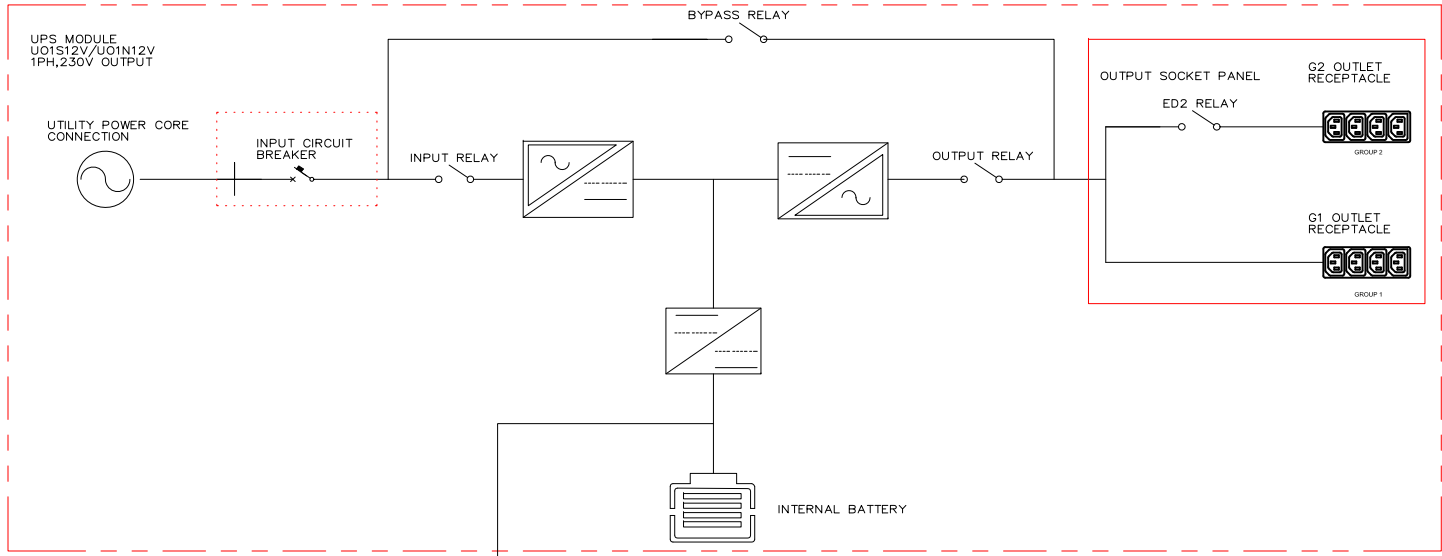 BYPASS RELAY
UPS MODULE
U01S12V/U01N12V
1PH,230V OUTPUT
UTILITY POWER CORE
CONNECTION
INPUT CIRCUIT
BREAKER
INPUT RELAY
OUTPUT RELAY
OUTPUT SOCKET PANEL
ED2 RELAY
G2 OUTLET
RECEPTACLE
GROUP 2
G1 OUTLET
RECEPTACLE
GROUP 1
INTERNAL BATTERY